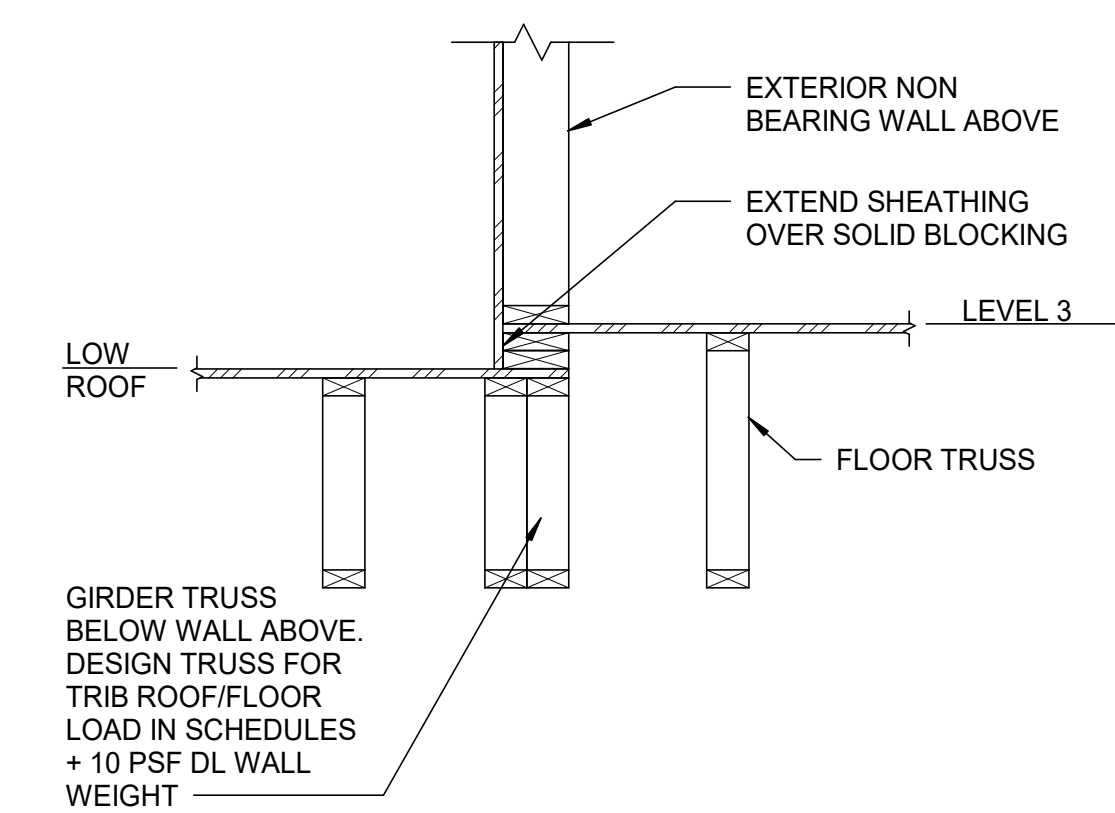 EXTERIOR NON
BEARING WALL ABOVE
EXTEND SHEATHING
OVER SOLID BLOCKING
LEVEL 3
LOW
ROOF
FLOOR TRUSS
GIRDER TRUSS
BELOW WALL ABOVE.
DESIGN TRUSS FOR
TRIB ROOF/FLOOR
LOAD IN SCHEDULES
+ 10 PSF DL WALL
WEIGHT